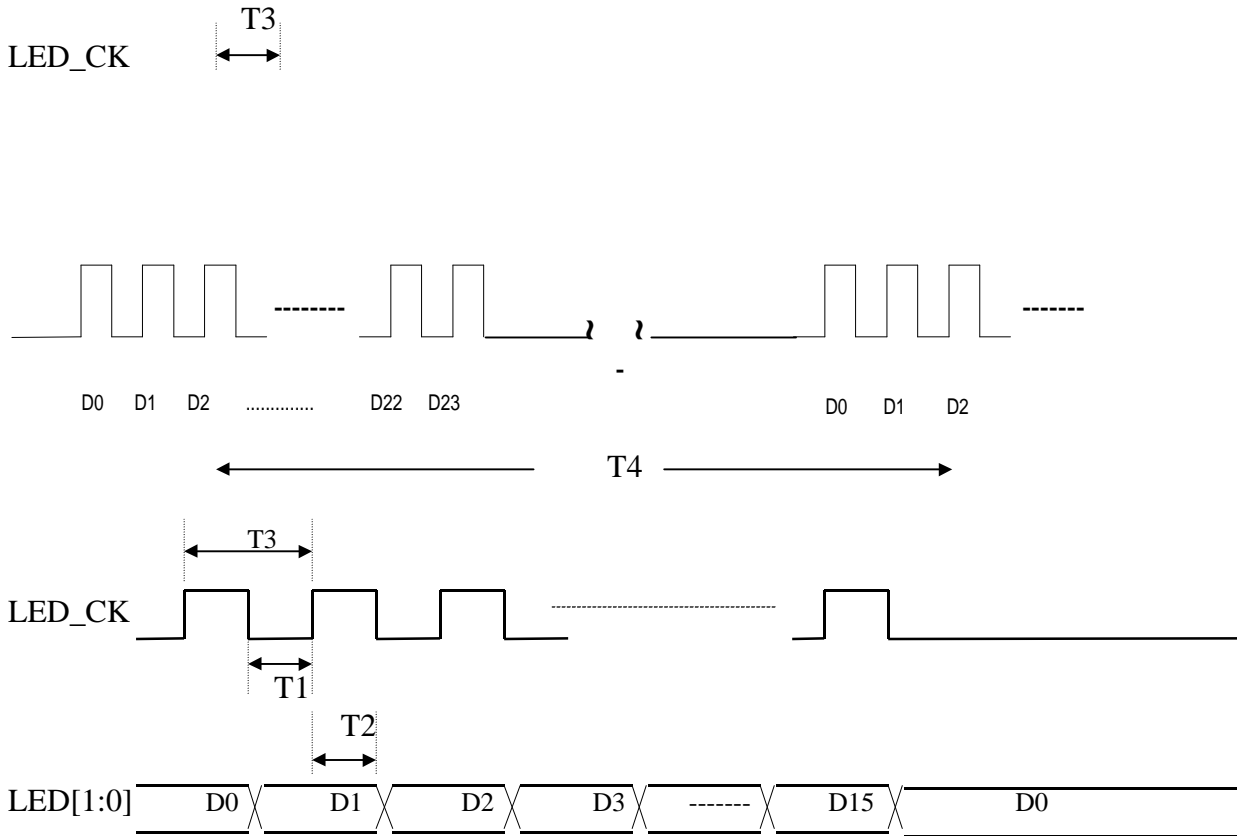 T3
LED_CK
--------
~ ~
-------
-
D0 D1 D2 .............. D22 D23 D0 D1 D2
T4
T3
LED_CK
T1
T2
LED[1:0] D0 D1 D2 D3 ------- D15 D0